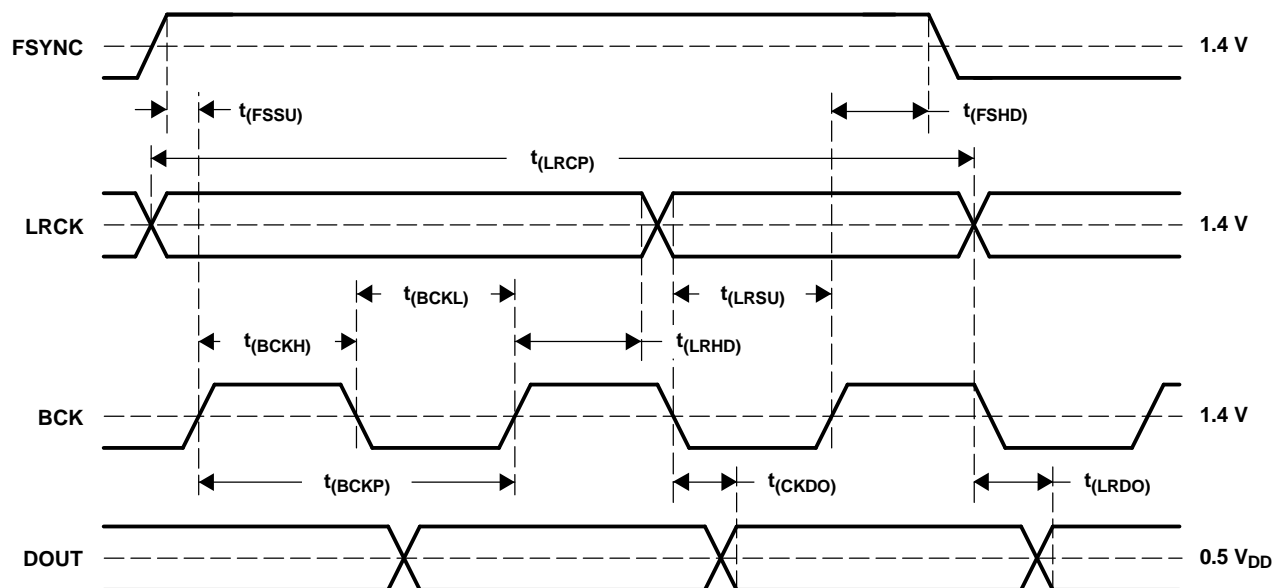 FSYNC
1.4 V
t(FSSU)
t(FSHD)
t(LRCP)
LRCK
1.4 V
t(BCKL)
t(LRSU)
t(BCKH)
t(LRHD)
BCK
1.4 V
t(BCKP)
t(CKDO)
t(LRDO)
DOUT
0.5 VDD